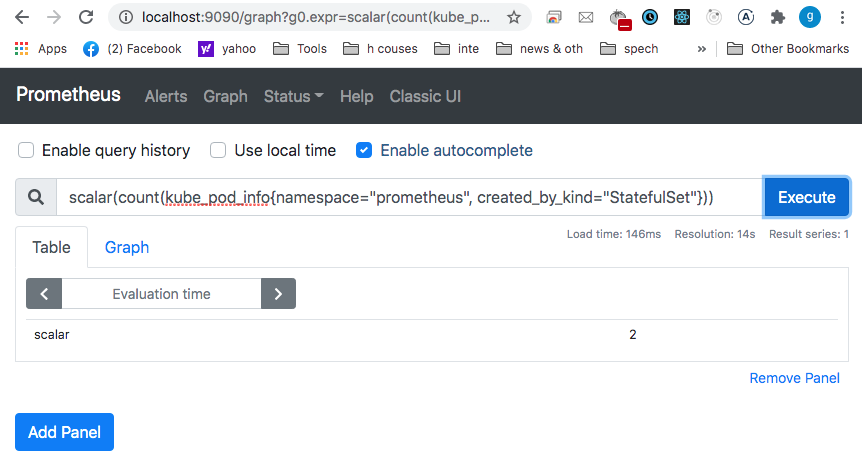 localhost:9090/graph?g0.expr=scalar(count(kube_p...
g
Apps (2) Facebook yahoo Tools h couses inte news & oth spech » Other Bookmarks
Prometheus Alerts Graph Status Help Classic UI
Enable query history Use local time Enable autocomplete
scalar(count(kube_pod_info{namespace="prometheus", created_by_kind="StatefulSet"})) Execute
Load time: 146ms Resolution: 14s Result series: 1
Table Graph
Evaluation time
scalar 2
Remove Panel
Add Panel